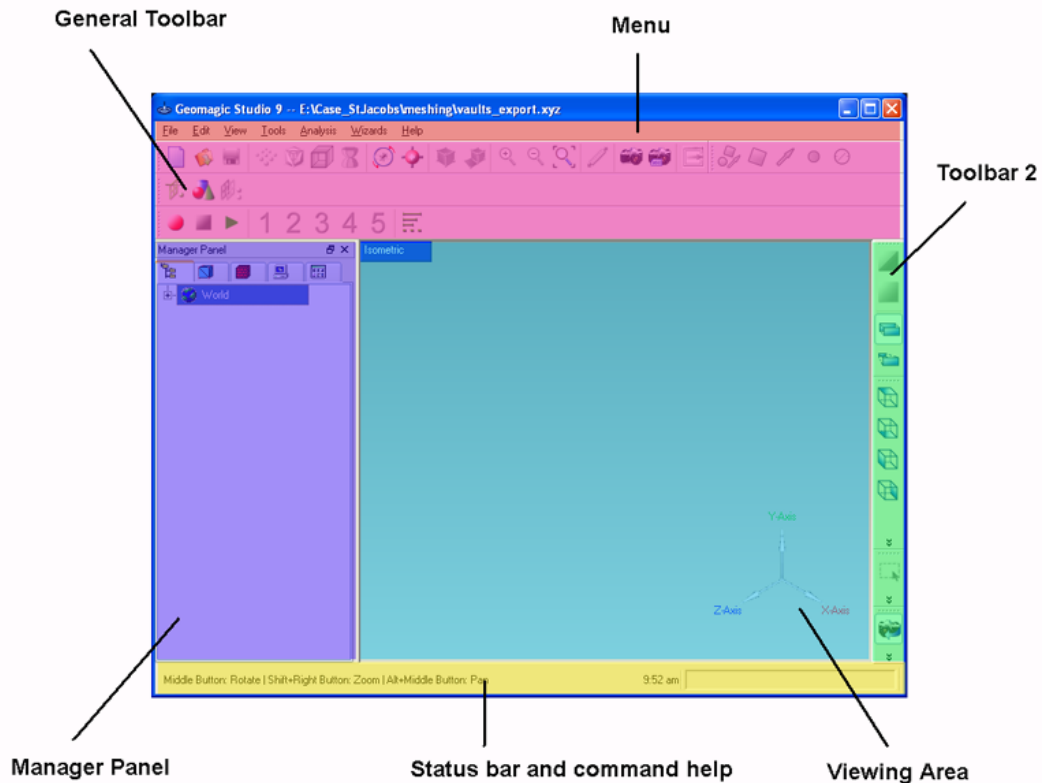 General Toolbar
Menu
Geomagic Studio 9 -- E:\Case_StJacobs\meshing\vaults_export.xyz
File Edit View Tools Analysis Wizards Help
Toolbar 2
1 2 3 4 5
Manager Panel
Isometric
World
Y-Axis
Z-Axis
X-Axis
Middle Button: Rotate | Shift+Right Button: Zoom | Alt+Middle Button: Pan
9:52 am
Manager Panel
Status bar and command help
Viewing Area